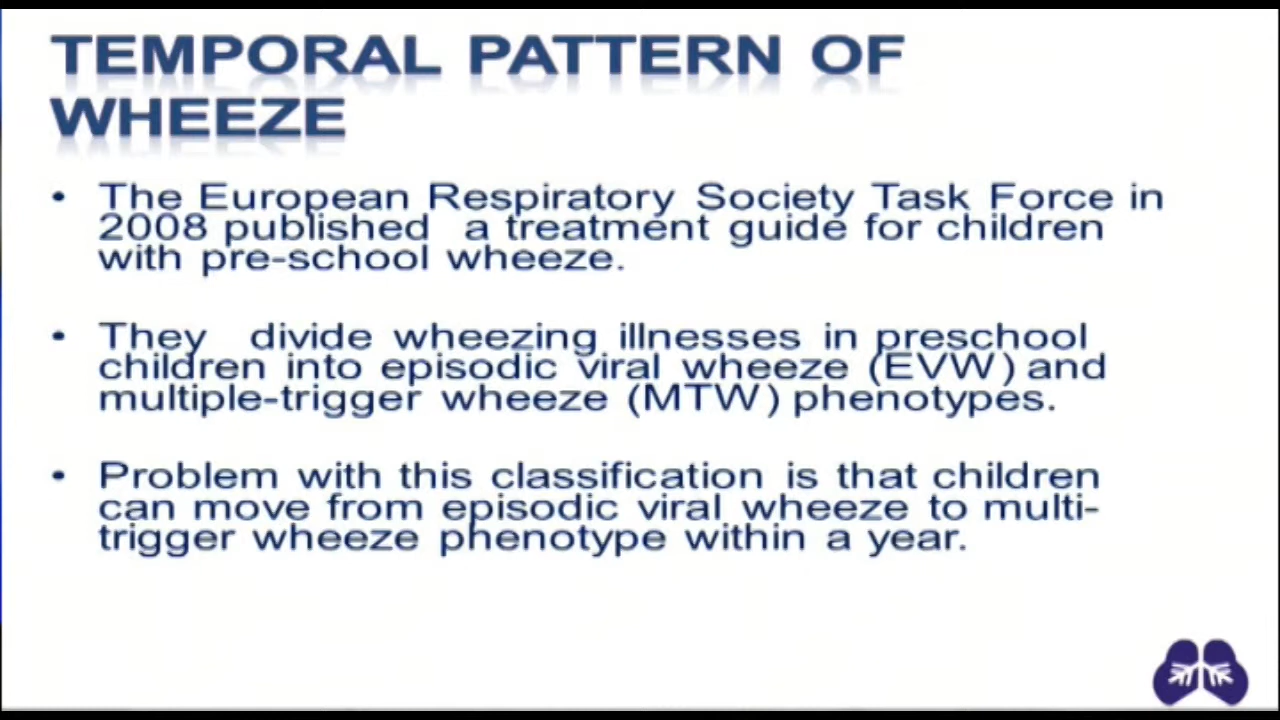 TEMPORAL PATTERN OF
WHEEZE
• The European Respiratory Society Task Force in
2008 published a treatment guide for children
with pre-school wheeze.
• They divide wheezing illnesses in preschool
children into episodic viral wheeze (EVW) and
multiple-trigger wheeze (MTW) phenotypes.
• Problem with this classification is that children
can move from episodic viral wheeze to multi-
trigger wheeze phenotype within a year.